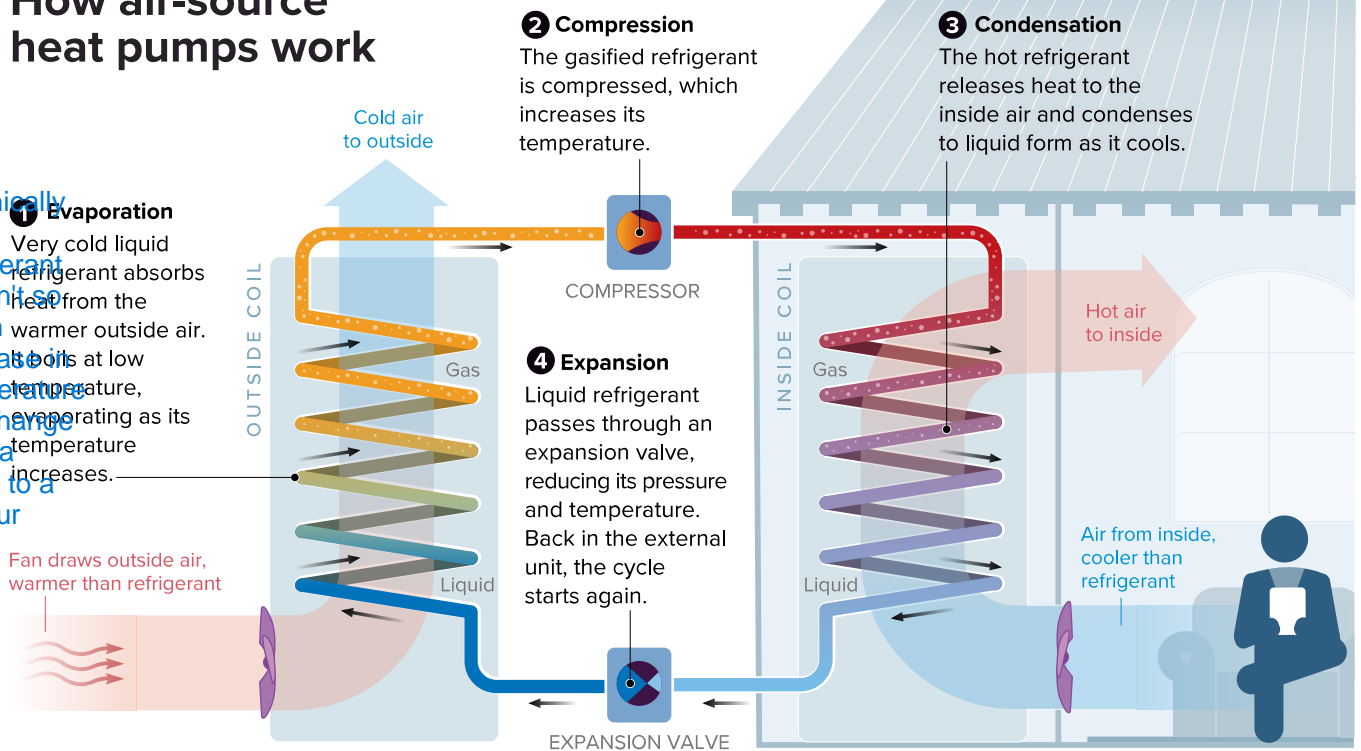 How air-source
heat pumps work
1 Evaporation
Very cold liquid
refrigerant absorbs
heat from the
warmer outside air.
It boils at low
temperature,
evaporating as its
temperature
increases.
Fan draws outside air,
warmer than refrigerant
Cold air
to outside
OUTSIDE COIL
Gas
Liquid
2 Compression
The gasified refrigerant
is compressed, which
increases its
temperature.
COMPRESSOR
3 Condensation
The hot refrigerant
releases heat to the
inside air and condenses
to liquid form as it cools.
INSIDE COIL
Gas
Liquid
Hot air
to inside
Air from inside,
cooler than
refrigerant
4 Expansion
Liquid refrigerant
passes through an
expansion valve,
reducing its pressure
and temperature.
Back in the external
unit, the cycle
starts again.
EXPANSION VALVE